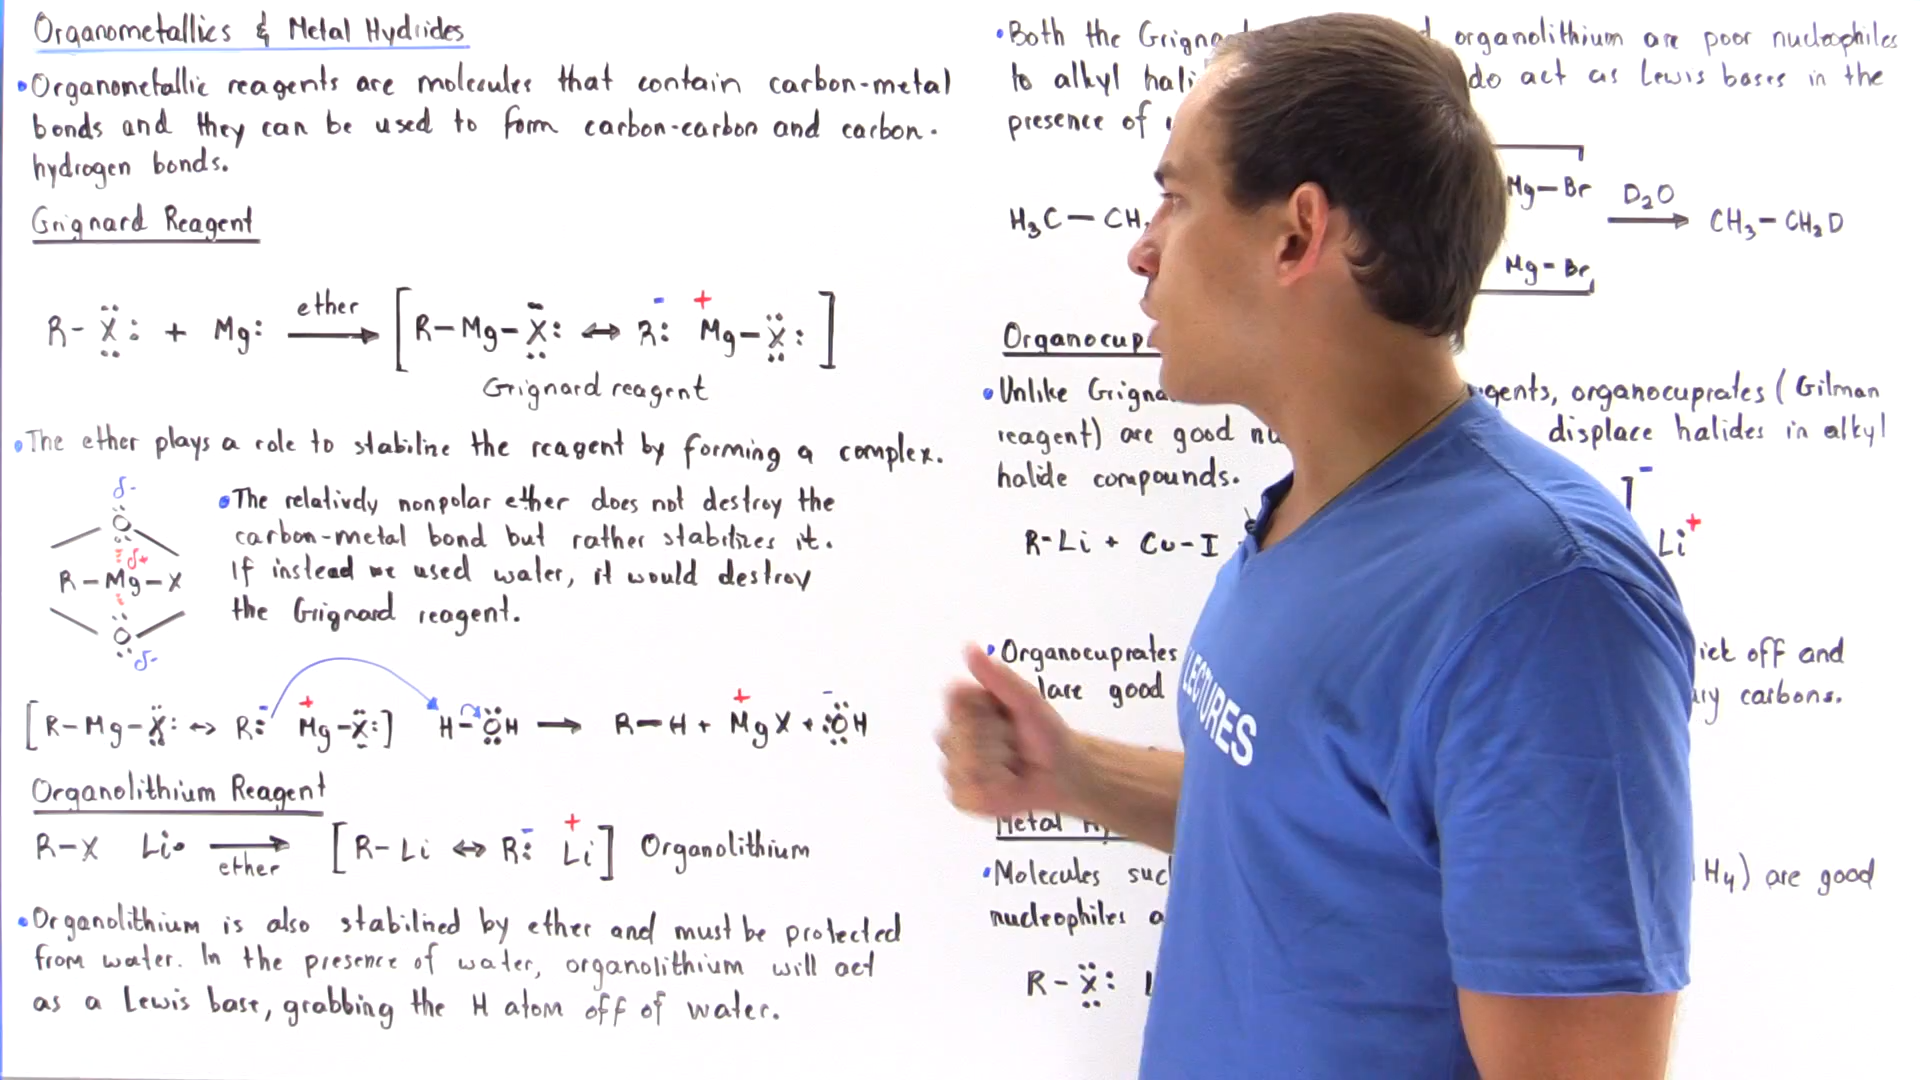 Organometallics & Metal Hydrides
•Organometallic reagents are molecules that contain carbon-metal
bonds and they can be used to form carbon-carbon and carbon-
hydrogen bonds.
Grignard Reagent
R-X: + Mg: ether → [R-Mg-X: ↔ R:⁻ ⁺Mg-X:]
Grignard reagent
•The ether plays a role to stabilize the reagent by forming a complex.
δ-
O
δ+
R-Mg-X
O
δ-
•The relatively nonpolar ether does not destroy the
carbon-metal bond but rather stabilizes it.
If instead we used water, it would destroy
the Grignard reagent.
[R-Mg-X: ↔ R:⁻ ⁺Mg-X:] H-OH → R-H + ⁺MgX + ⁻:OH
Organolithium Reagent
R-X Li• ether → [R-Li ↔ R:⁻ Li⁺] Organolithium
•Organolithium is also stabilized by ether and must be protected
from water. In the presence of water, organolithium will act
as a Lewis base, grabbing the H atom off of water.
•Both the organolithium are poor nucleophiles
to alkyl do act as Lewis bases in the
presence of
Mg-Br
H₃C-CH D₂O → CH₃-CH₂D
Mg-Br
•Unlike organocuprates (Gilman
reagent) are good displace halides in alkyl
halide compounds.
R-Li + Cu-I ]⁻ Li⁺
•Organocuprates off and
are good carbons.
Metal
•Molecules H₄) are good
nucleophiles
R-X:
LECTURES